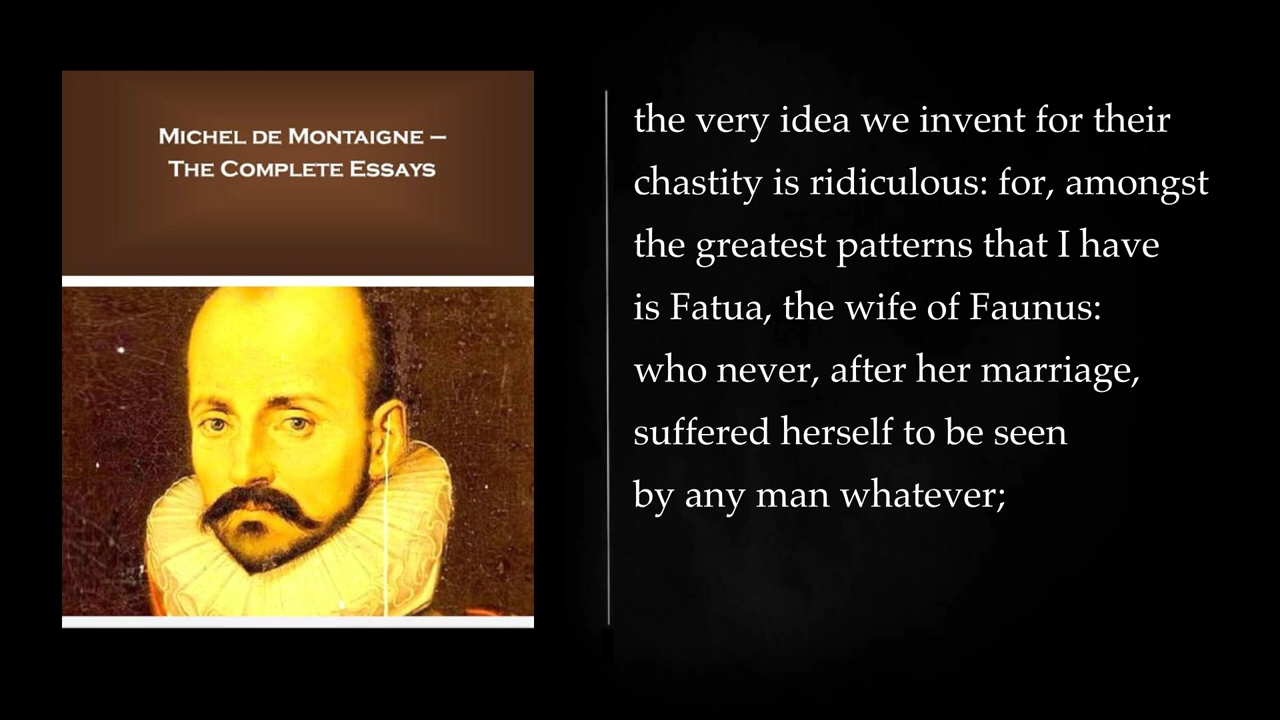 MICHEL DE MONTAIGNE –
THE COMPLETE ESSAYS
the very idea we invent for their
chastity is ridiculous: for, amongst
the greatest patterns that I have
is Fatua, the wife of Faunus:
who never, after her marriage,
suffered herself to be seen
by any man whatever;